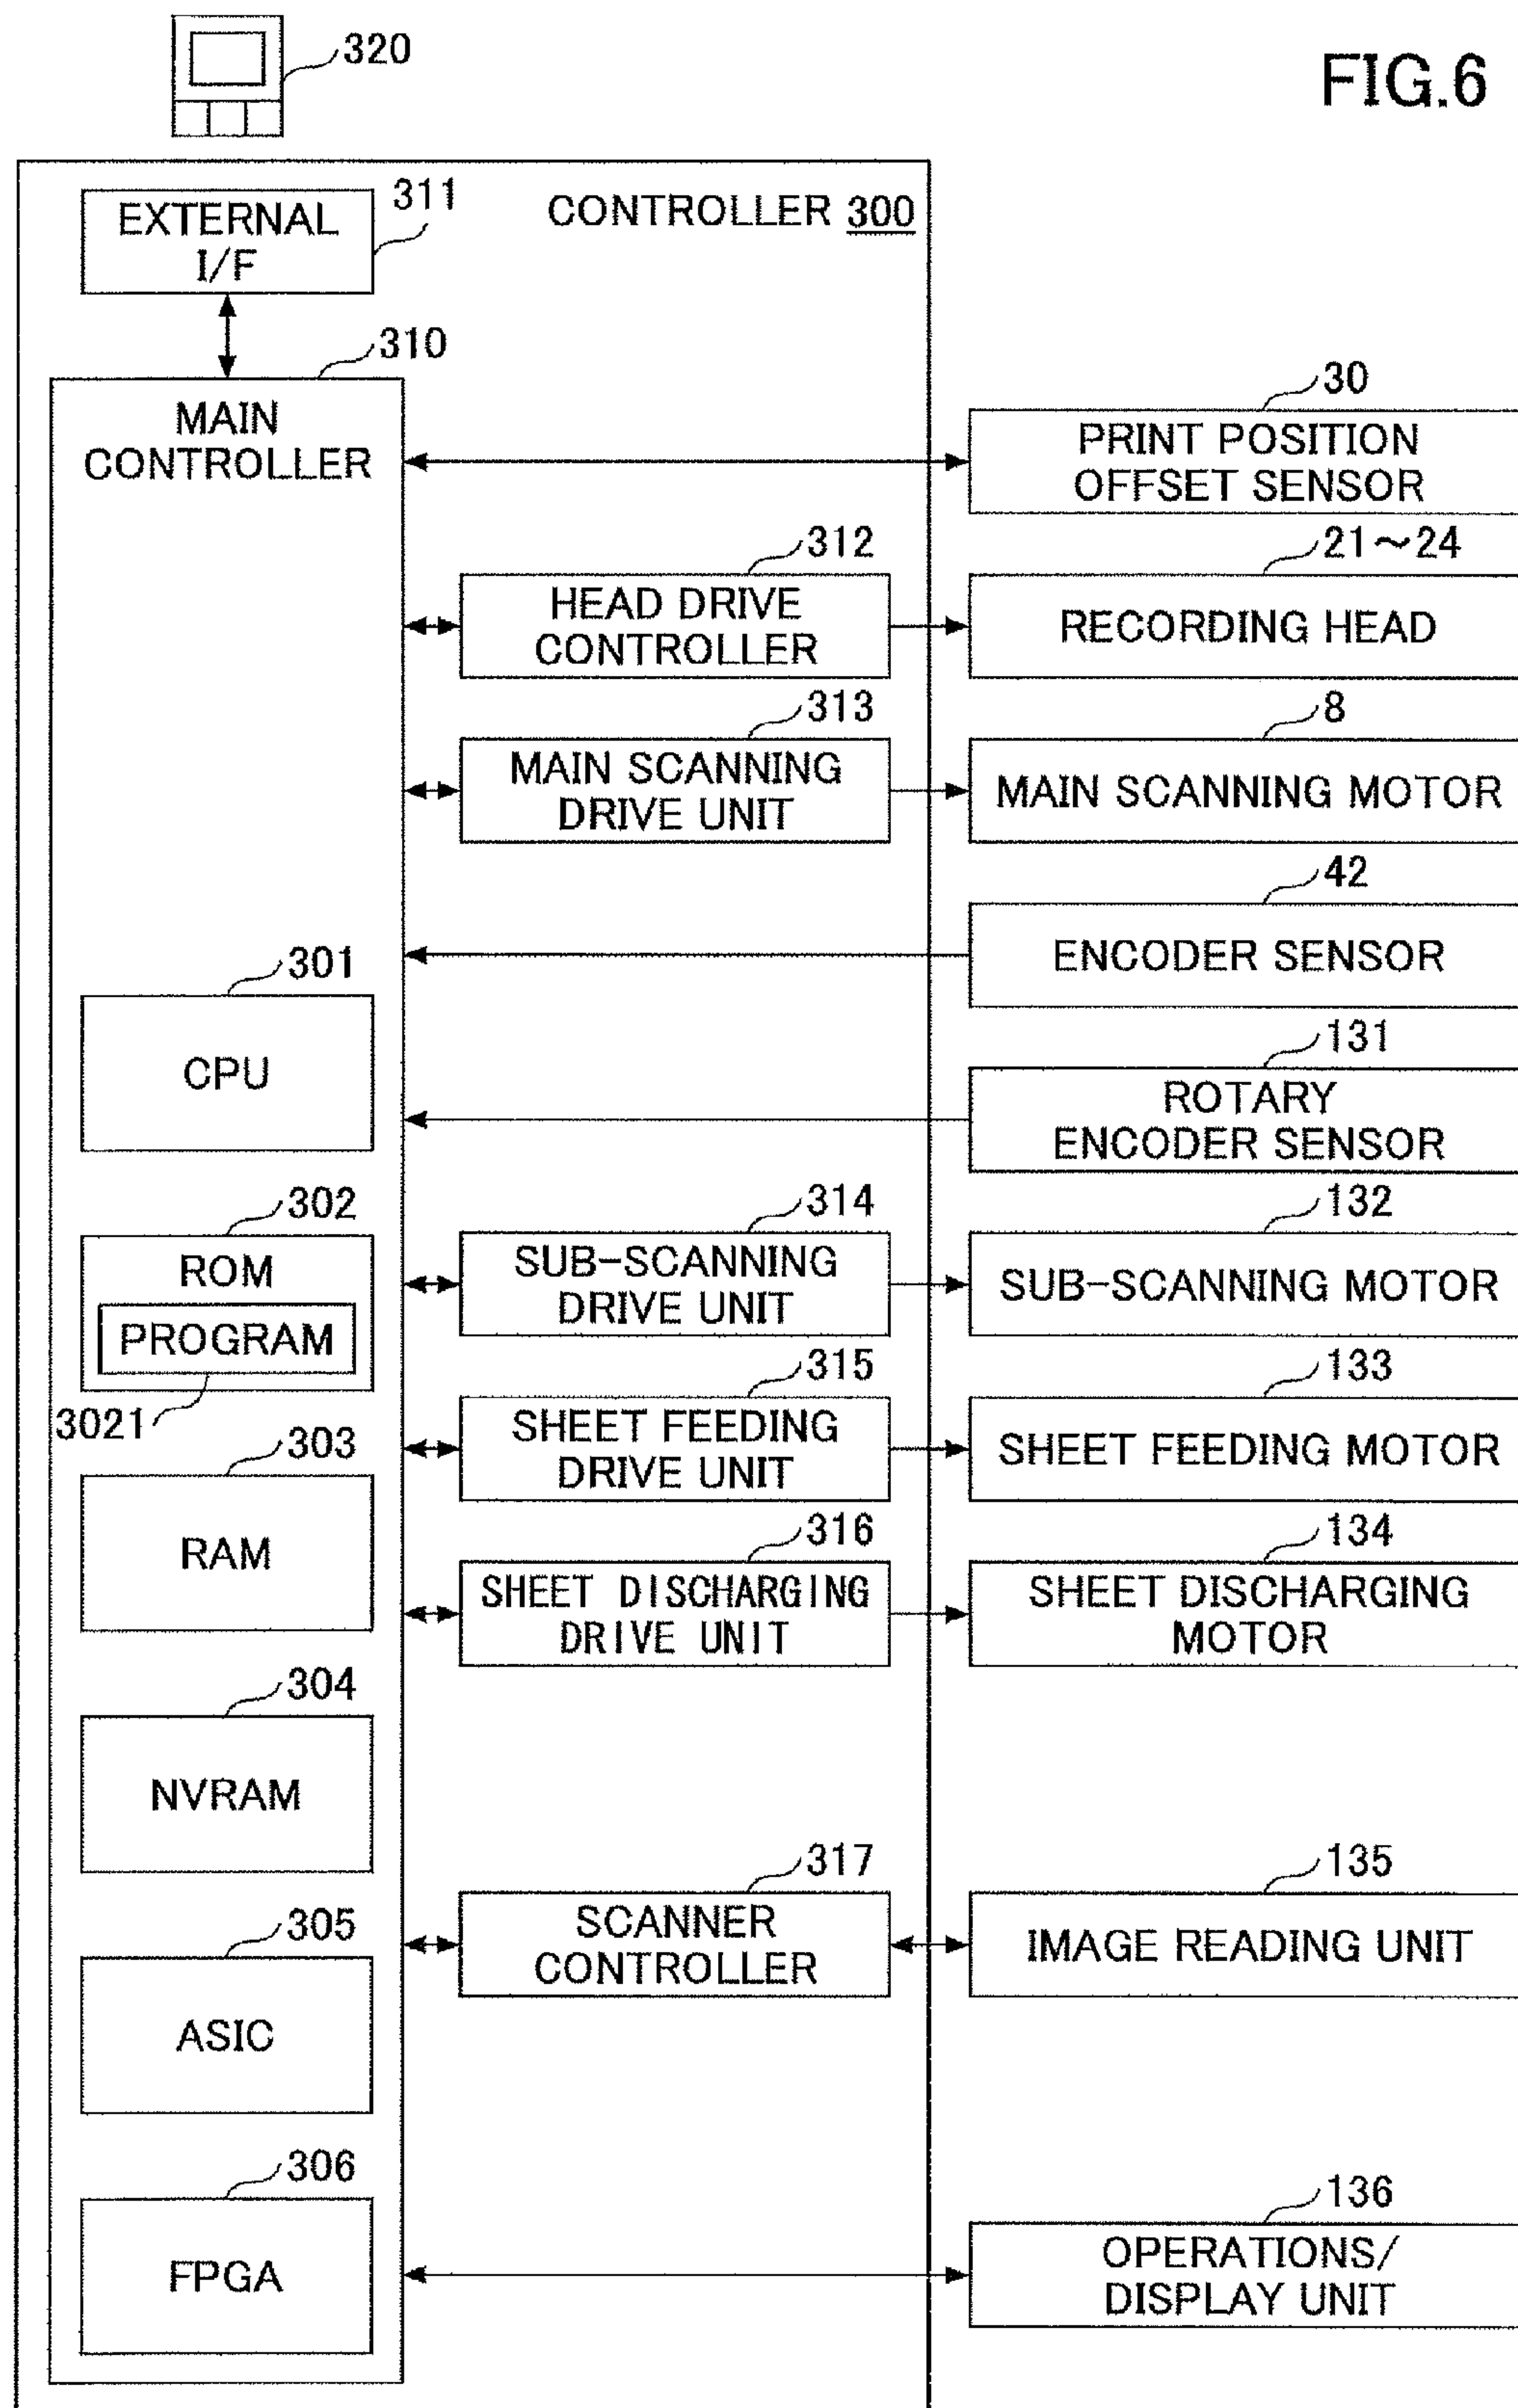 FIG.6
320
CONTROLLER 300
311
EXTERNAL
I/F
310
MAIN
CONTROLLER
30
PRINT POSITION
OFFSET SENSOR
312
HEAD DRIVE
CONTROLLER
21～24
RECORDING HEAD
313
MAIN SCANNING
DRIVE UNIT
8
MAIN SCANNING MOTOR
42
ENCODER SENSOR
301
CPU
131
ROTARY
ENCODER SENSOR
302
ROM
PROGRAM
3021
314
SUB-SCANNING
DRIVE UNIT
132
SUB-SCANNING MOTOR
315
SHEET FEEDING
DRIVE UNIT
133
SHEET FEEDING MOTOR
303
RAM
316
SHEET DISCHARGING
DRIVE UNIT
134
SHEET DISCHARGING
MOTOR
304
NVRAM
317
SCANNER
CONTROLLER
135
IMAGE READING UNIT
305
ASIC
306
FPGA
136
OPERATIONS/
DISPLAY UNIT